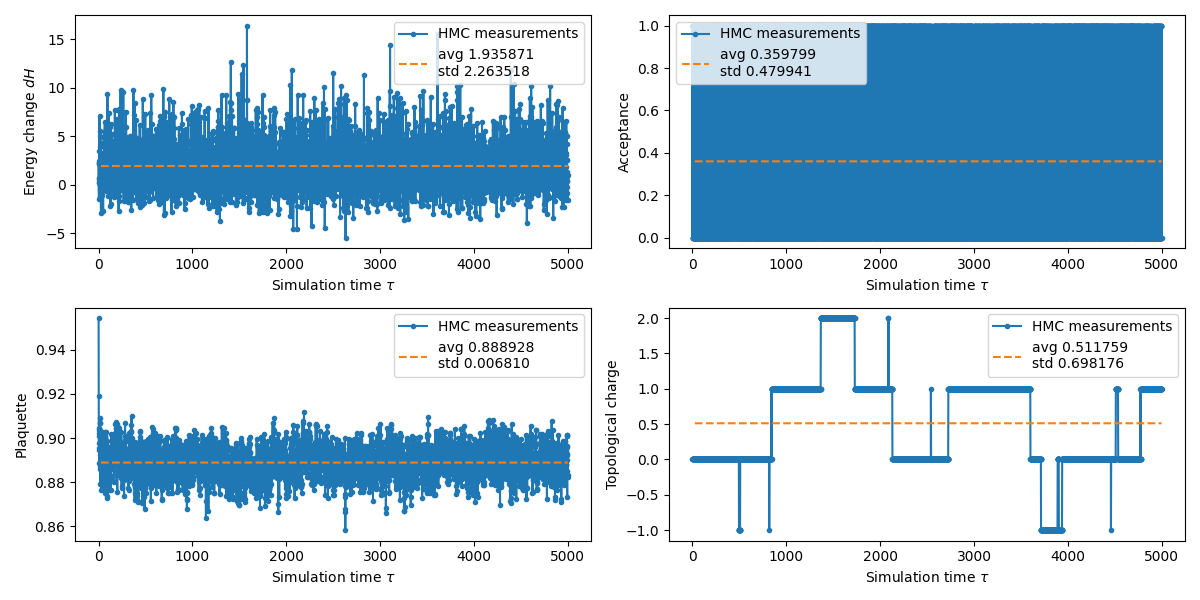 Energy change dH
15
10
5
0
−5
0
1000
2000
3000
4000
5000
Simulation time τ
HMC measurements
avg 1.935871
std 2.263518
Acceptance
1.0
0.8
0.6
0.4
0.2
0.0
0
1000
2000
3000
4000
5000
Simulation time τ
HMC measurements
avg 0.359799
std 0.479941
Plaquette
0.94
0.92
0.90
0.88
0.86
0
1000
2000
3000
4000
5000
Simulation time τ
HMC measurements
avg 0.888928
std 0.006810
Topological charge
2.0
1.5
1.0
0.5
0.0
−0.5
−1.0
0
1000
2000
3000
4000
5000
Simulation time τ
HMC measurements
avg 0.511759
std 0.698176